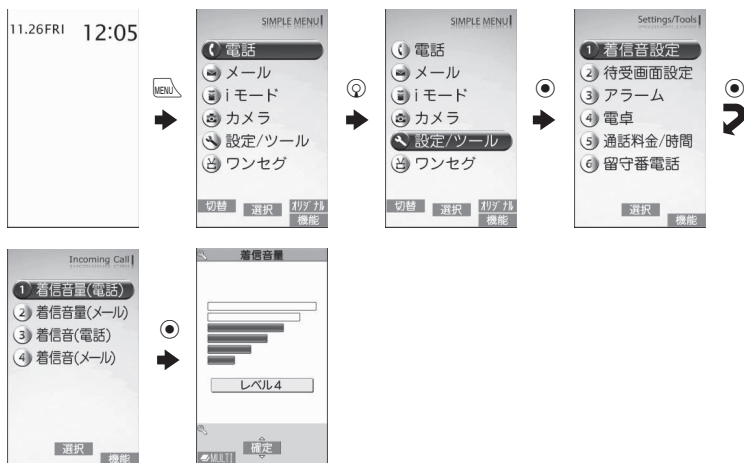 11.26FRI 12:05
MENU
SIMPLE MENU
電話
メール
iモード
カメラ
設定/ツール
ワンセグ
切替 選択 オリジナル
機能
SIMPLE MENU
電話
メール
iモード
カメラ
設定/ツール
ワンセグ
切替 選択 オリジナル
機能
Settings/Tools
1 着信音設定
2 待受画面設定
3 アラーム
4 電卓
5 通話料金/時間
6 留守番電話
選択
機能
Incoming Call
1 着信音量(電話)
2 着信音量(メール)
3 着信音(電話)
4 着信音(メール)
選択
機能
着信音量
レベル4
確定
MULTI